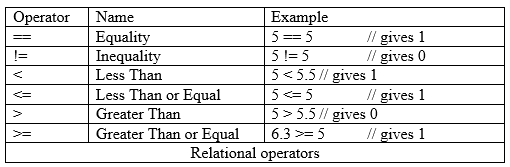 Operator Name Example
== Equality 5 == 5 // gives 1
!= Inequality 5 != 5 // gives 0
< Less Than 5 < 5.5 // gives 1
<= Less Than or Equal 5 <= 5 // gives 1
> Greater Than 5 > 5.5 // gives 0
>= Greater Than or Equal 6.3 >= 5 // gives 1
Relational operators